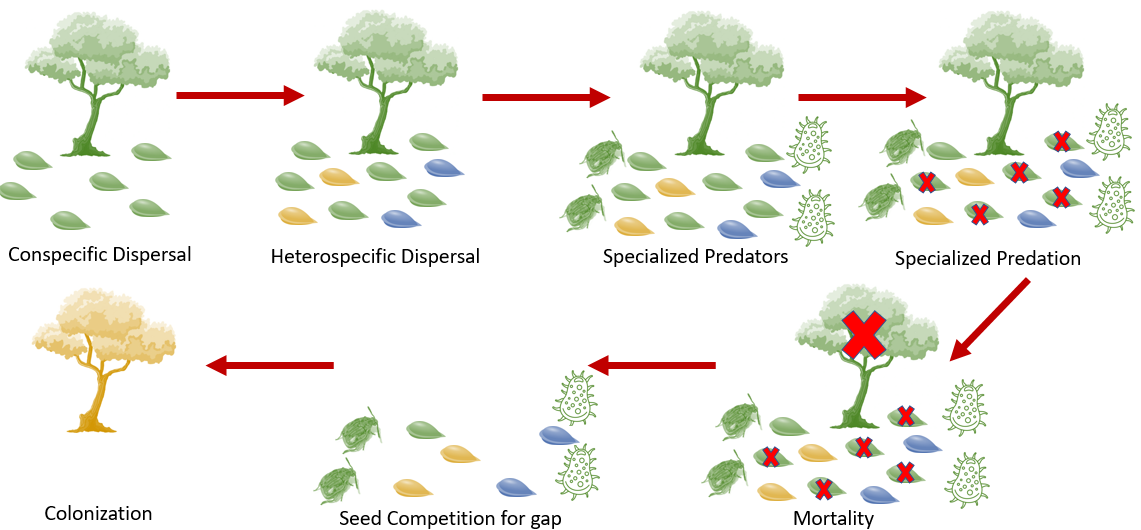 Conspecific Dispersal
Heterospecific Dispersal
Specialized Predators
Specialized Predation
Colonization
Seed Competition for gap
Mortality